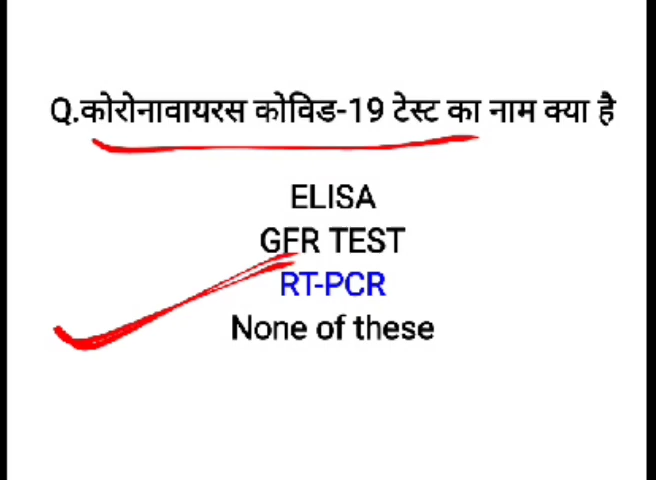 Q.कोरोनावायरस कोविड-19 टेस्ट का नाम क्या है
ELISA
GFR TEST
RT-PCR
None of these